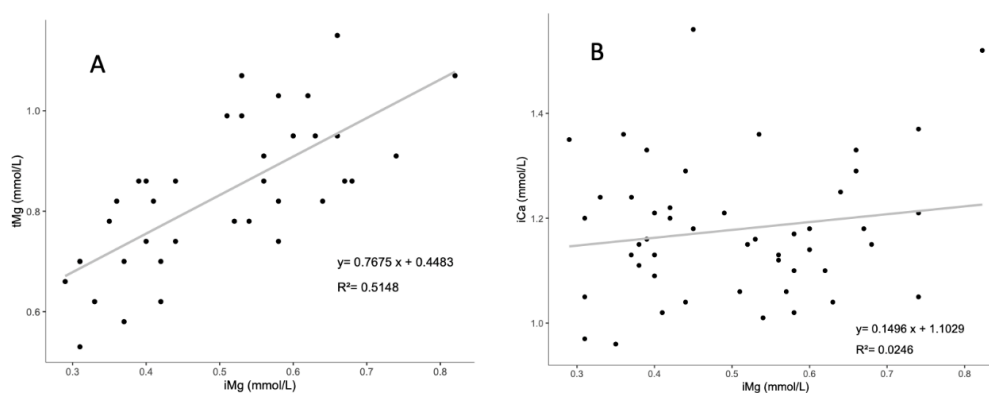 A
tMg (mmol/L)
1.0
0.8
0.6
y= 0.7675 x + 0.4483
R²= 0.5148
0.3 0.4 0.5 0.6 0.7 0.8
iMg (mmol/L)
B
iCa (mmol/L)
1.4
1.2
1.0
y= 0.1496 x + 1.1029
R²= 0.0246
0.3 0.4 0.5 0.6 0.7 0.8
iMg (mmol/L)